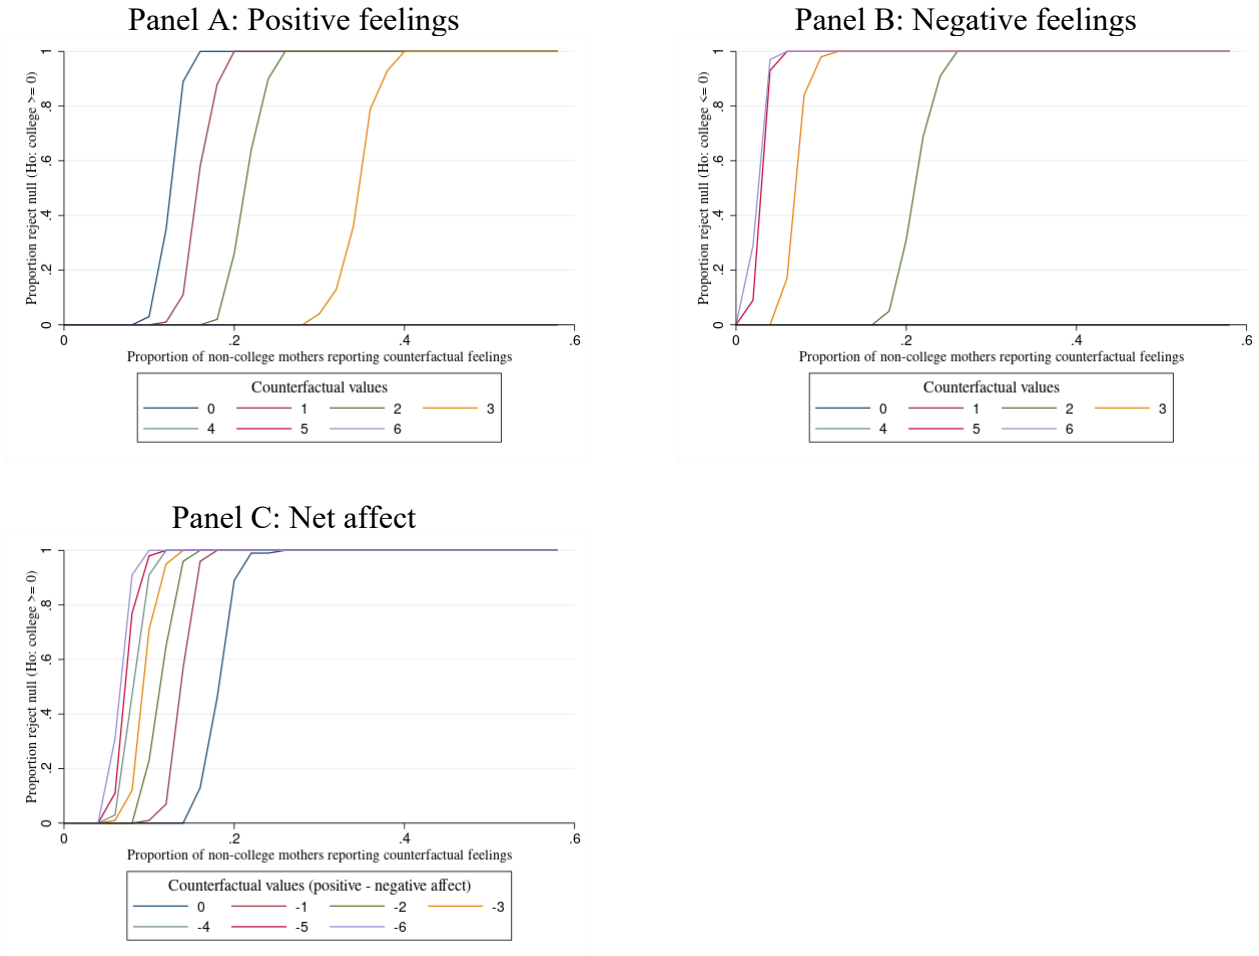 Panel A: Positive feelings
Proportion reject null (Ho: college >= 0)
1
.8
.6
.4
.2
0
0 .2 .4 .6
Proportion of non-college mothers reporting counterfactual feelings
Counterfactual values
0 1 2 3
4 5 6
Panel B: Negative feelings
Proportion reject null (Ho: college <= 0)
1
.8
.6
.4
.2
0
0 .2 .4 .6
Proportion of non-college mothers reporting counterfactual feelings
Counterfactual values
0 1 2 3
4 5 6
Panel C: Net affect
Proportion reject null (Ho: college >= 0)
1
.8
.6
.4
.2
0
0 .2 .4 .6
Proportion of non-college mothers reporting counterfactual feelings
Counterfactual values (positive - negative affect)
0 -1 -2 -3
-4 -5 -6